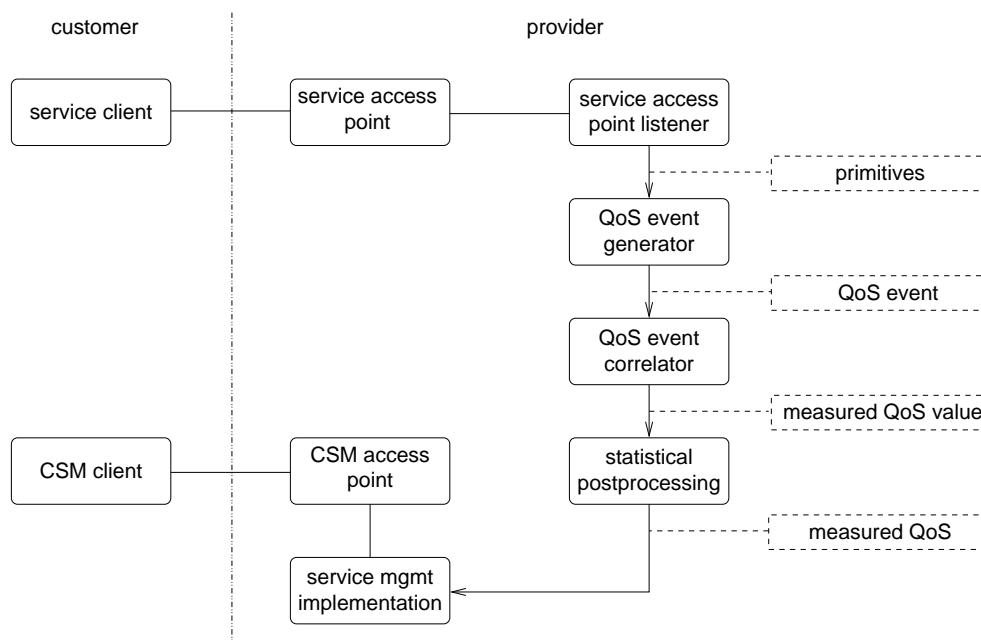 customer
provider
service client
service access
point
service access
point listener
primitives
QoS event
generator
QoS event
QoS event
correlator
measured QoS value
CSM client
CSM access
point
statistical
postprocessing
measured QoS
service mgmt
implementation